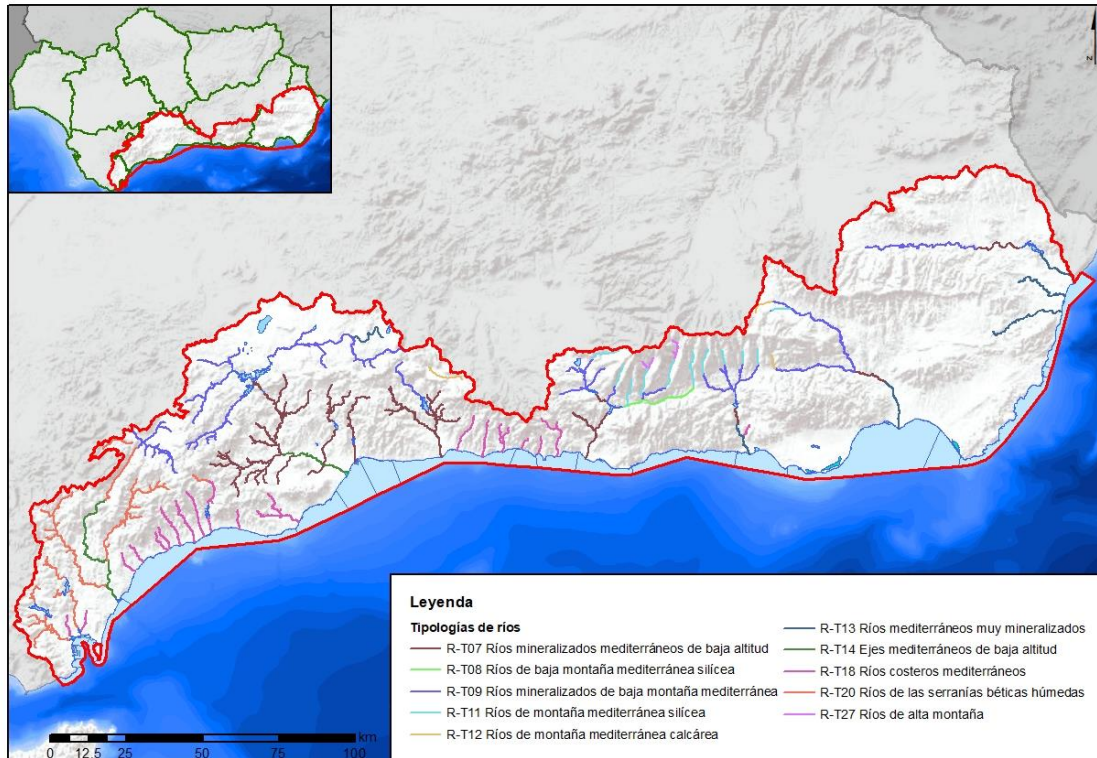 N
Leyenda
Tipologías de ríos
R-T07 Ríos mineralizados mediterráneos de baja altitud
R-T08 Ríos de baja montaña mediterránea silícea
R-T09 Ríos mineralizados de baja montaña mediterránea
R-T11 Ríos de montaña mediterránea silícea
R-T12 Ríos de montaña mediterránea calcárea
R-T13 Ríos mediterráneos muy mineralizados
R-T14 Ejes mediterráneos de baja altitud
R-T18 Ríos costeros mediterráneos
R-T20 Ríos de las serranías béticas húmedas
R-T27 Ríos de alta montaña
km
0 12.5 25 50 75 100